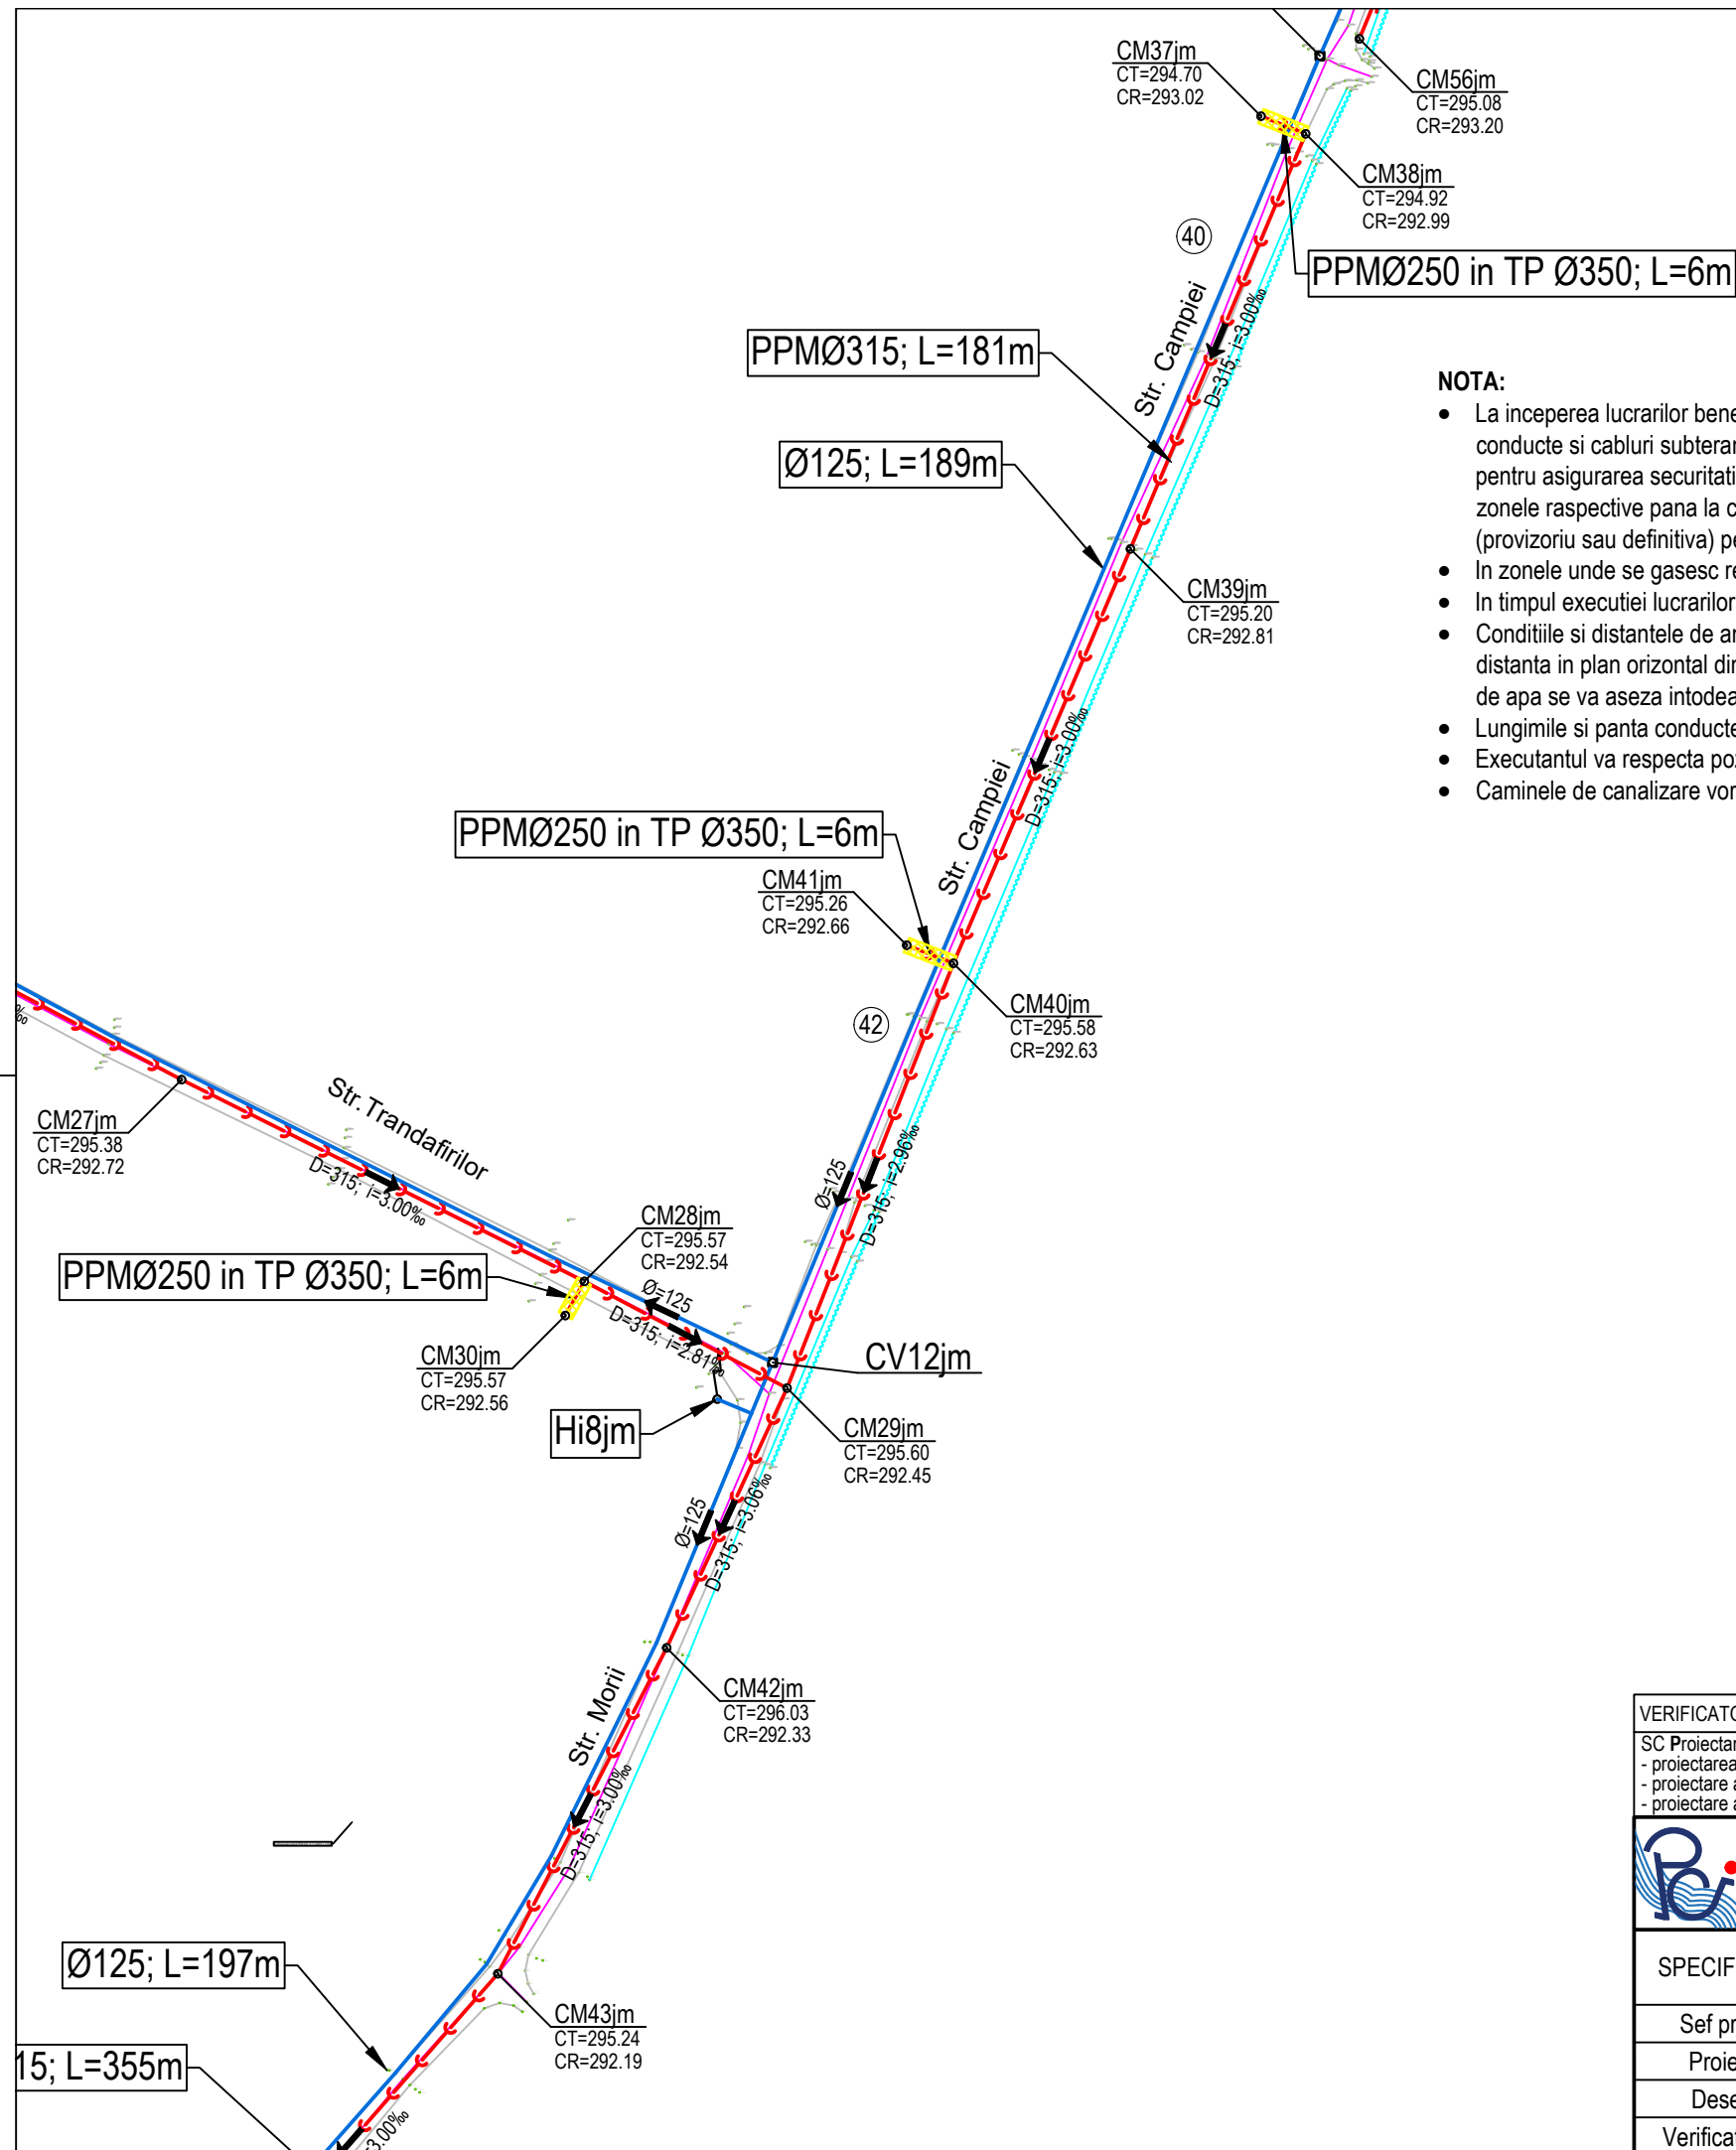 CM37jm
CT=294.70
CR=293.02
CM56jm
CT=295.08
CR=293.20
CM38jm
CT=294.92
CR=292.99
40
PPMØ250 in TP Ø350; L=6m
Str. Campiei
D=315; i=3.00‰
PPMØ315; L=181m
Ø125; L=189m
NOTA:
• La inceperea lucrarilor bene
conducte si cabluri subterar
pentru asigurarea securitati
zonele raspective pana la c
(provizoriu sau definitiva) pe
• In zonele unde se gasesc re
• In timpul executiei lucrarilor
• Conditiile si distantele de ar
distanta in plan orizontal din
de apa se va aseza intodea
• Lungimile si panta conducte
• Executantul va respecta poz
• Caminele de canalizare vor
CM39jm
CT=295.20
CR=292.81
D=315; i=3.00‰
Str. Campiei
PPMØ250 in TP Ø350; L=6m
CM41jm
CT=295.26
CR=292.66
CM40jm
CT=295.58
CR=292.63
42
‰
CM27jm
CT=295.38
CR=292.72
Str.Trandafirilor
D=315; i=3.00‰
Ø=125
D=315; i=2.96‰
CM28jm
CT=295.57
CR=292.54
PPMØ250 in TP Ø350; L=6m
Ø=125
D=315; i=2.81‰
CM30jm
CT=295.57
CR=292.56
CV12jm
Hi8jm
CM29jm
CT=295.60
CR=292.45
Ø=125
D=315; i=3.06‰
CM42jm
CT=296.03
CR=292.33
Str. Morii
D=315; i=3.00‰
VERIFICATO
SC Proiectar
- proiectarea
- proiectare a
- proiectare a
PCi
SPECIF
Sef pr
Proie
Dese
Verifica
Ø125; L=197m
CM43jm
CT=295.24
CR=292.19
15; L=355m
=3.00‰